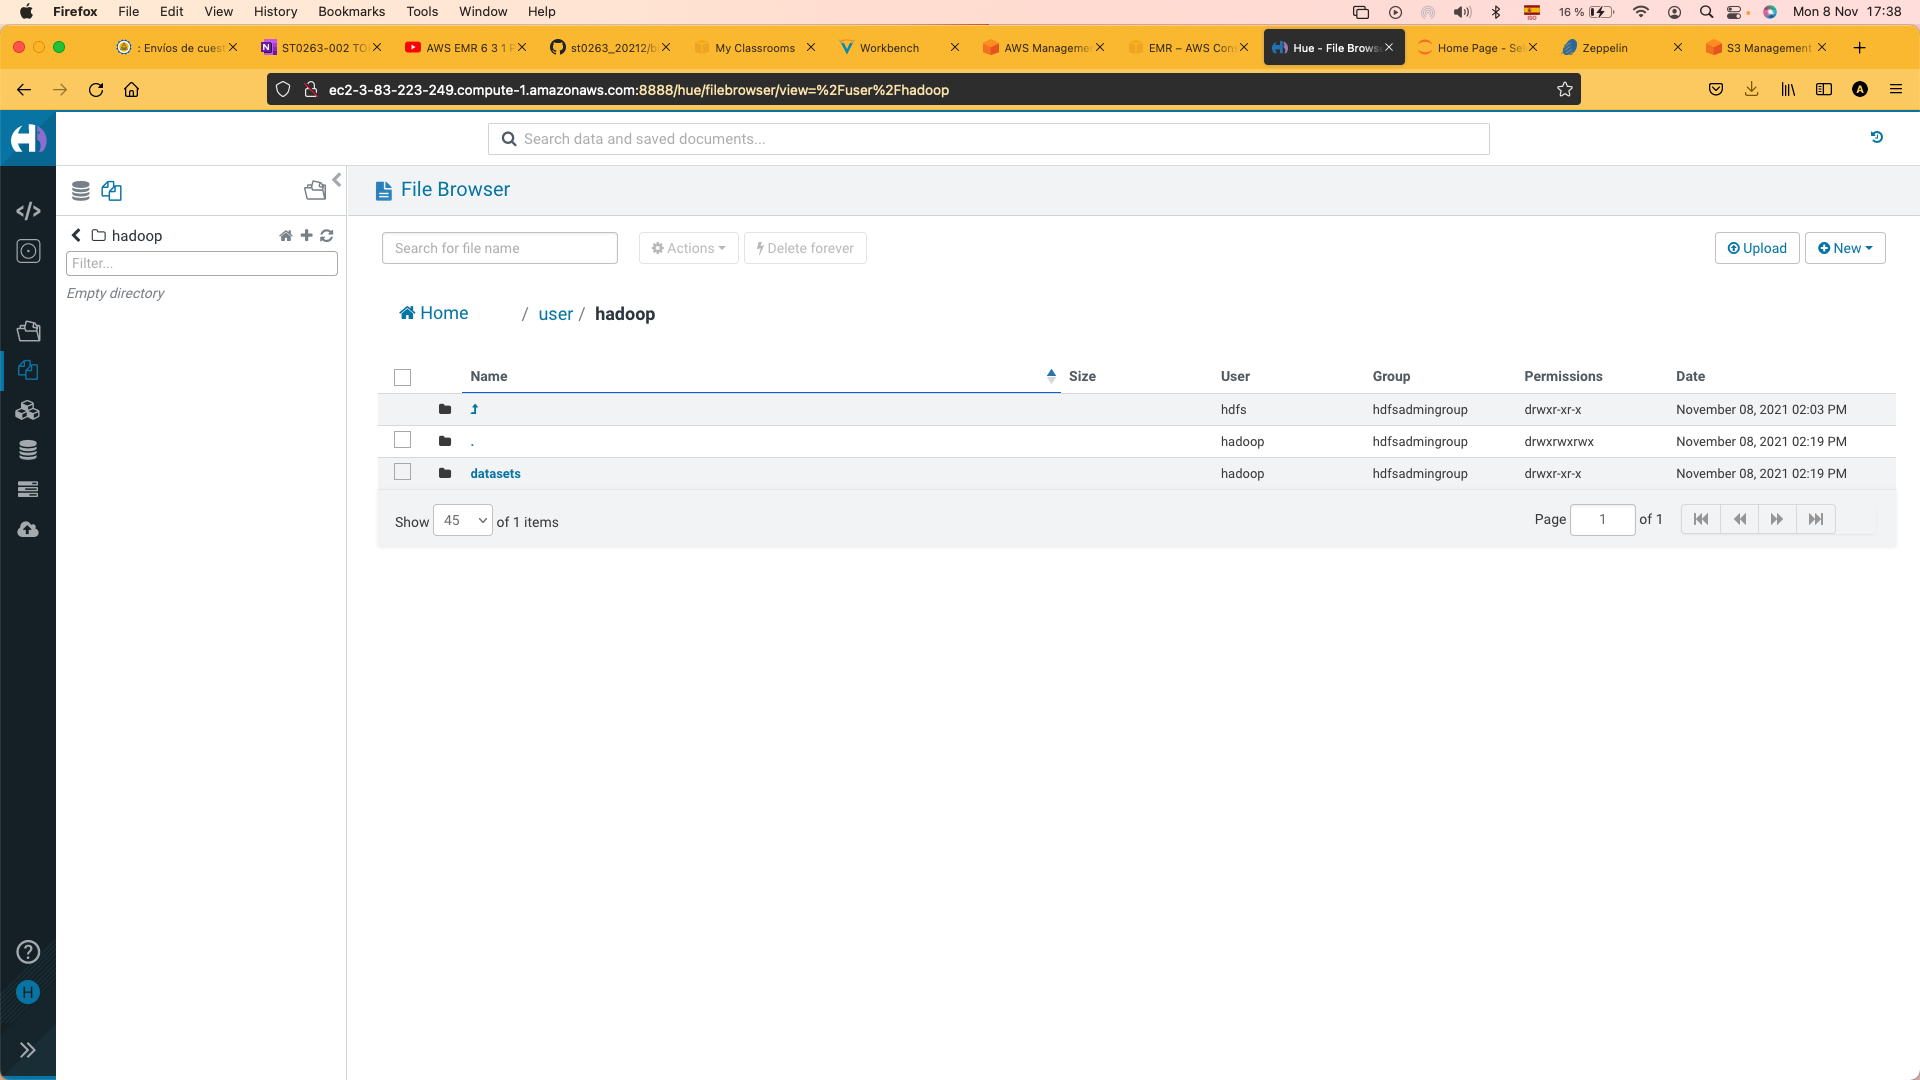 Firefox File Edit View History Bookmarks Tools Window Help 16 % Mon 8 Nov 17:38
: Envíos de cuest ST0263-002 TO AWS EMR 6 3 1 P st0263_20212/b My Classrooms Workbench AWS Manageme EMR – AWS Con Hue - File Brows Home Page - Se Zeppelin S3 Management
ec2-3-83-223-249.compute-1.amazonaws.com:8888/hue/filebrowser/view=%2Fuser%2Fhadoop A
Search data and saved documents...
File Browser
hadoop
Filter...
Empty directory
Search for file name Actions Delete forever Upload New
Home / user / hadoop
Name Size User Group Permissions Date
hdfs hdfsadmingroup drwxr-xr-x November 08, 2021 02:03 PM
. hadoop hdfsadmingroup drwxrwxrwx November 08, 2021 02:19 PM
datasets hadoop hdfsadmingroup drwxr-xr-x November 08, 2021 02:19 PM
Show 45 of 1 items Page 1 of 1
H